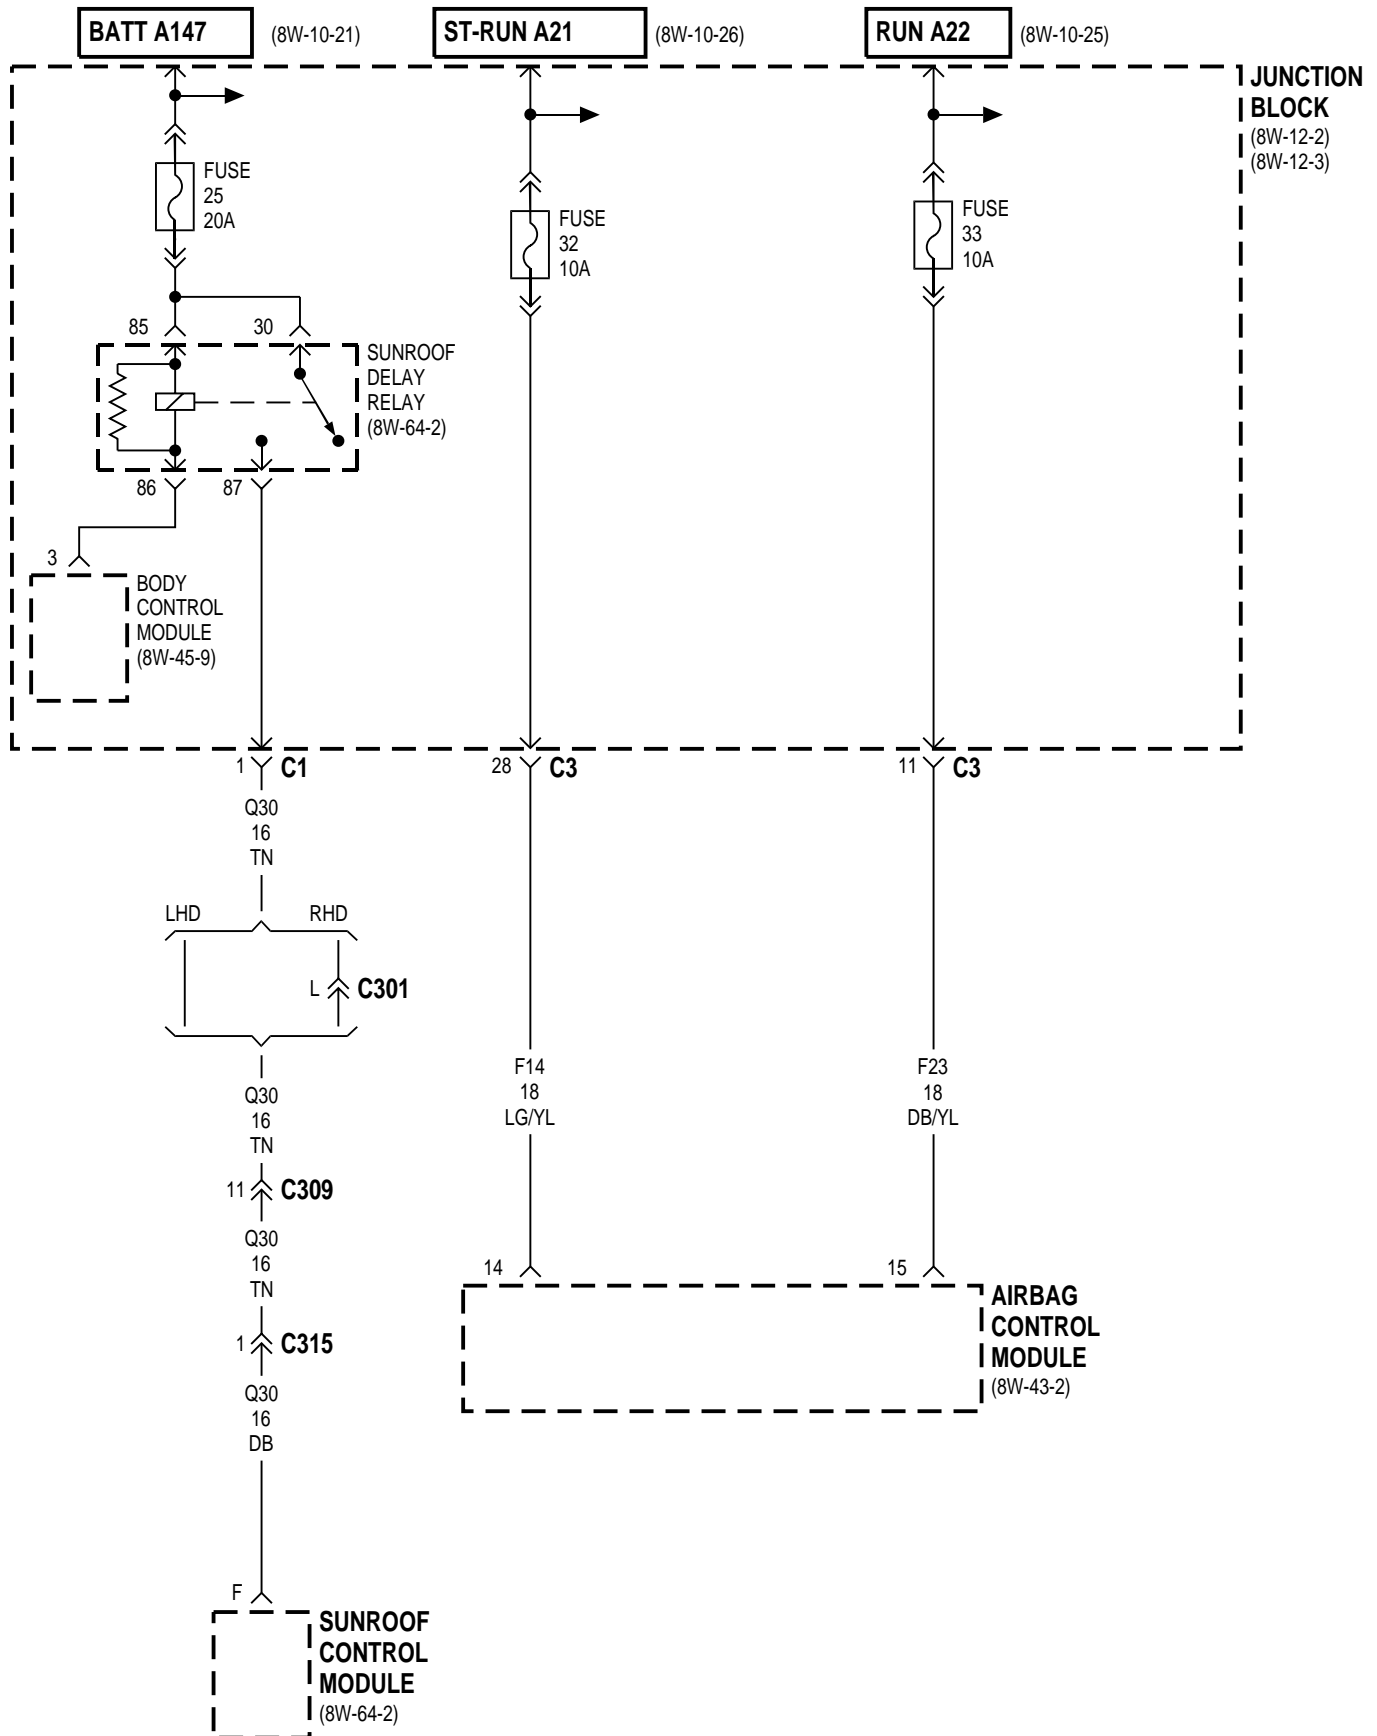 BATT A147 (8W-10-21) ST-RUN A21 (8W-10-26) RUN A22 (8W-10-25)
JUNCTION
BLOCK
(8W-12-2)
(8W-12-3)
FUSE
25
20A
FUSE
32
10A
FUSE
33
10A
85 30
SUNROOF
DELAY
RELAY
(8W-64-2)
86 87
3
BODY
CONTROL
MODULE
(8W-45-9)
1 C1 28 C3 11 C3
Q30
16
TN
LHD RHD
L C301
Q30
16
TN
F14
18
LG/YL
F23
18
DB/YL
11 C309
Q30
16
TN
14 15
AIRBAG
CONTROL
MODULE
(8W-43-2)
1 C315
Q30
16
DB
F
SUNROOF
CONTROL
MODULE
(8W-64-2)